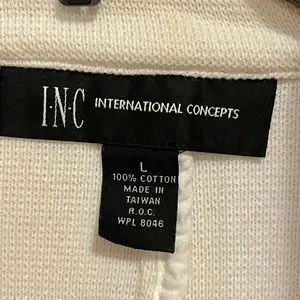 I·N·C INTERNATIONAL CONCEPTS
L
100% COTTON
MADE IN
TAIWAN
R.O.C.
WPL 8046